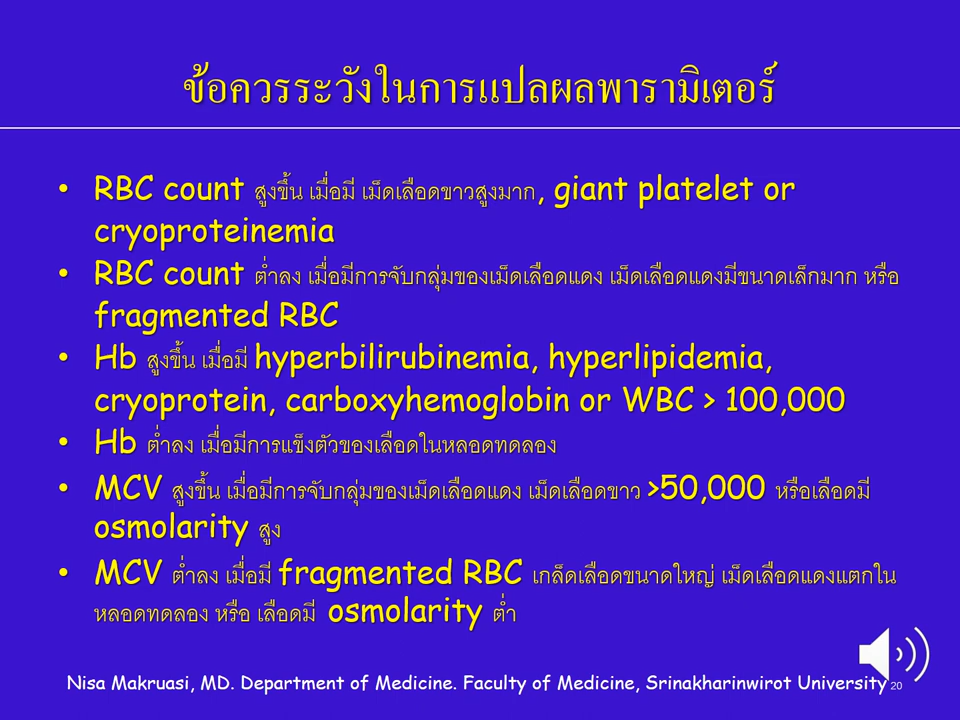 ข้อควรระวังในการแปลผลพารามิเตอร์
• RBC count สูงขึ้น เมื่อมี เม็ดเลือดขาวสูงมาก, giant platelet or
cryoproteinemia
• RBC count ต่ำลง เมื่อมีการจับกลุ่มของเม็ดเลือดแดง เม็ดเลือดแดงมีขนาดเล็กมาก หรือ
fragmented RBC
• Hb สูงขึ้น เมื่อมี hyperbilirubinemia, hyperlipidemia,
cryoprotein, carboxyhemoglobin or WBC > 100,000
• Hb ต่ำลง เมื่อมีการแข็งตัวของเลือดในหลอดทดลอง
• MCV สูงขึ้น เมื่อมีการจับกลุ่มของเม็ดเลือดแดง เม็ดเลือดขาว >50,000 หรือเลือดมี
osmolarity สูง
• MCV ต่ำลง เมื่อมี fragmented RBC เกล็ดเลือดขนาดใหญ่ เม็ดเลือดแดงแตกใน
หลอดทดลอง หรือ เลือดมี osmolarity ต่ำ
Nisa Makruasi, MD. Department of Medicine. Faculty of Medicine, Srinakharinwirot University 20